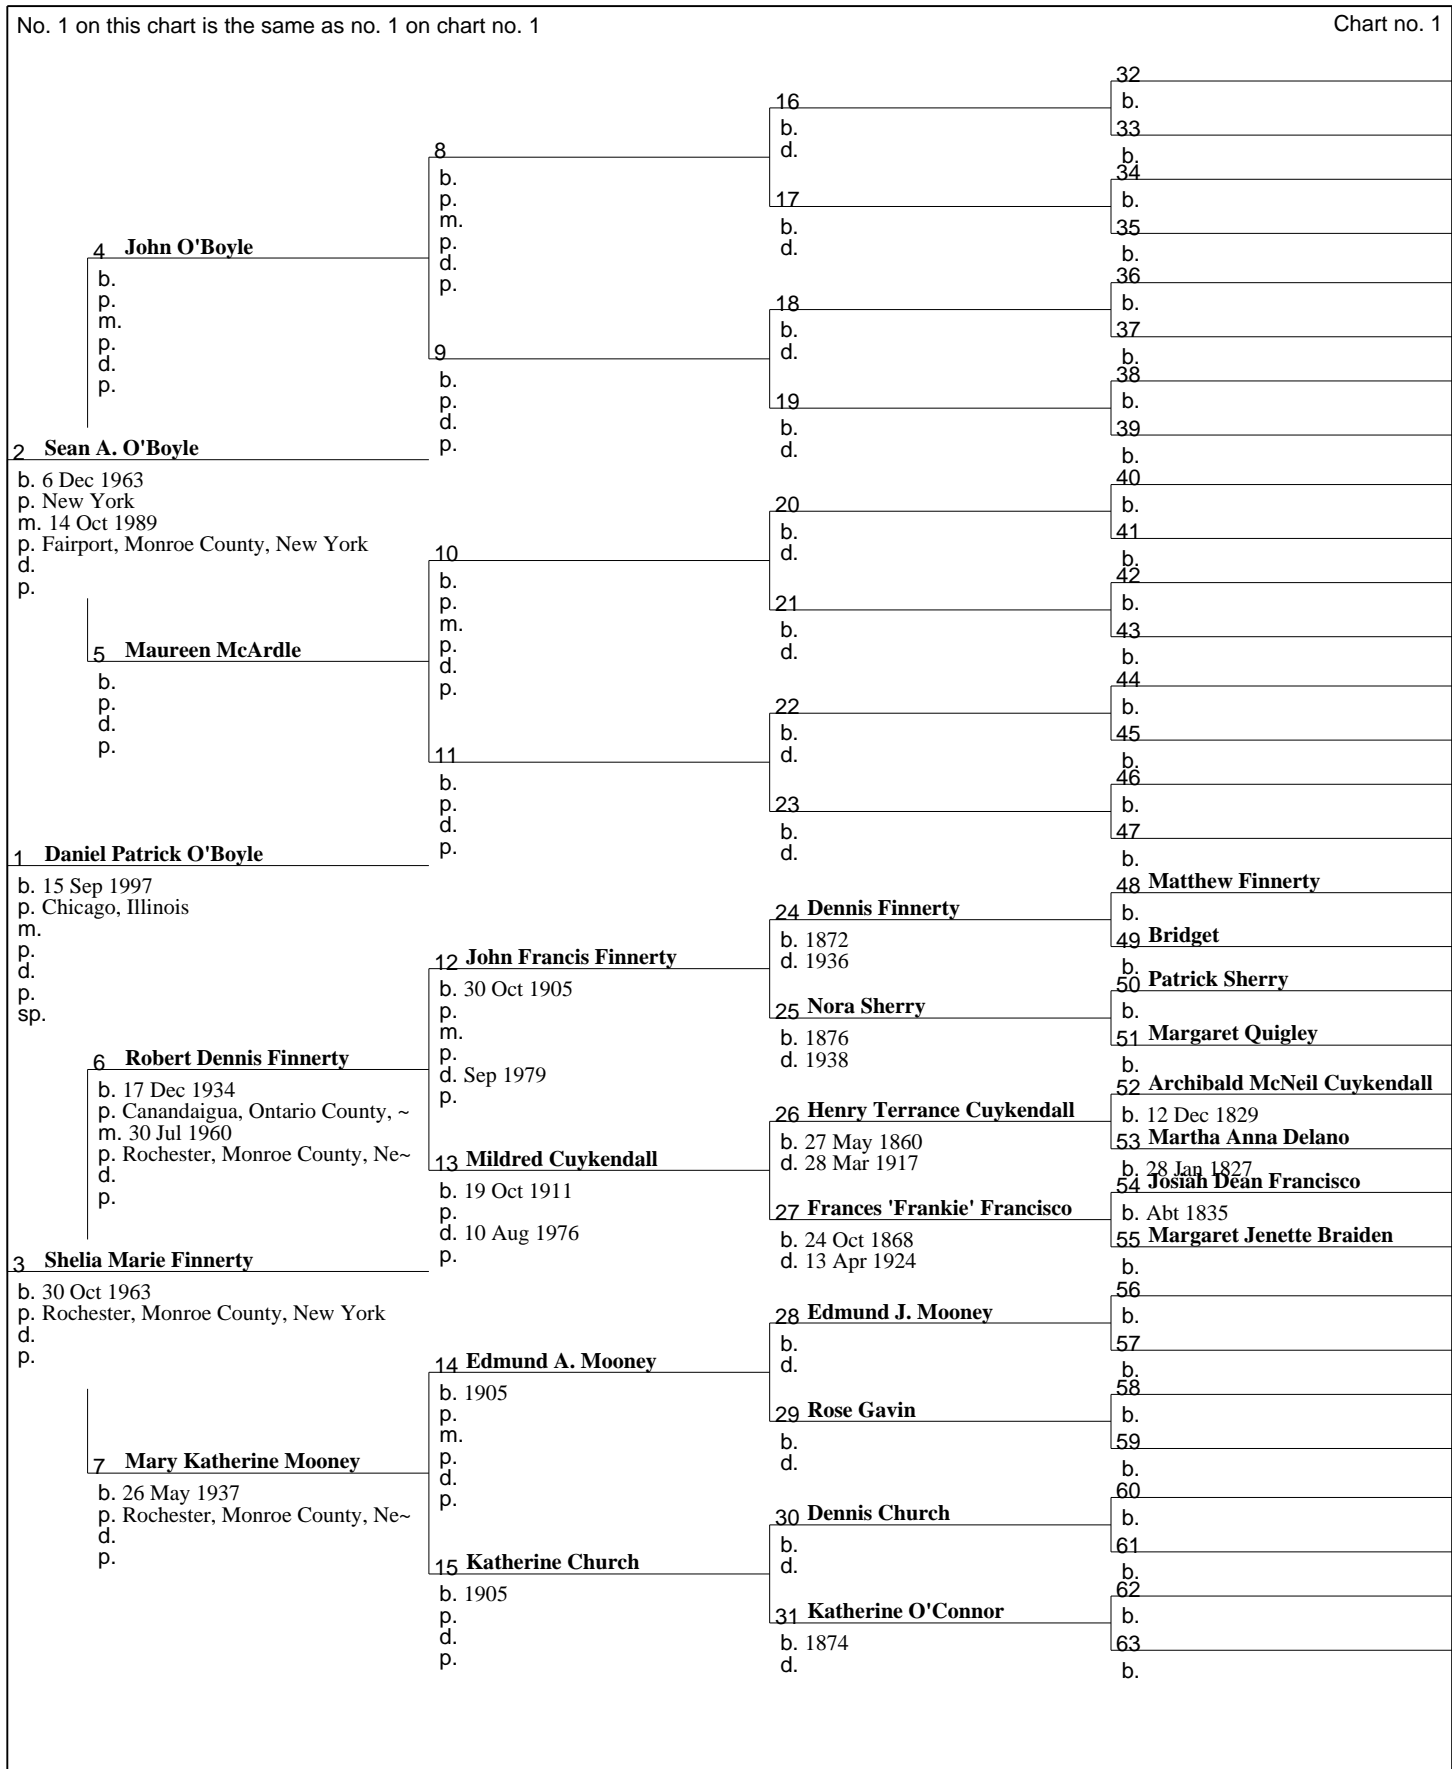 No. 1 on this chart is the same as no. 1 on chart no. 1
Chart no. 1
2 Sean A. O'Boyle
b. 6 Dec 1963
p. New York
m. 14 Oct 1989
p. Fairport, Monroe County, New York
d.
p.
1 Daniel Patrick O'Boyle
b. 15 Sep 1997
p. Chicago, Illinois
m.
p.
d.
p.
sp.
3 Shelia Marie Finnerty
b. 30 Oct 1963
p. Rochester, Monroe County, New York
d.
p.
4 John O'Boyle
b.
p.
m.
p.
d.
p.
5 Maureen McArdle
b.
p.
d.
p.
6 Robert Dennis Finnerty
b. 17 Dec 1934
p. Canandaigua, Ontario County, ~
m. 30 Jul 1960
p. Rochester, Monroe County, Ne~
d.
p.
7 Mary Katherine Mooney
b. 26 May 1937
p. Rochester, Monroe County, Ne~
d.
p.
8
b.
p.
m.
p.
d.
p.
9
b.
p.
d.
p.
10
b.
p.
m.
p.
d.
p.
11
b.
p.
d.
p.
12 John Francis Finnerty
b. 30 Oct 1905
p.
m.
p.
d. Sep 1979
p.
13 Mildred Cuykendall
b. 19 Oct 1911
p.
d. 10 Aug 1976
p.
14 Edmund A. Mooney
b. 1905
p.
m.
p.
d.
p.
15 Katherine Church
b. 1905
p.
d.
p.
16
b.
d.
17
b.
d.
18
b.
d.
19
b.
d.
20
b.
d.
21
b.
d.
22
b.
d.
23
b.
d.
24 Dennis Finnerty
b. 1872
d. 1936
25 Nora Sherry
b. 1876
d. 1938
26 Henry Terrance Cuykendall
b. 27 May 1860
d. 28 Mar 1917
27 Frances 'Frankie' Francisco
b. 24 Oct 1868
d. 13 Apr 1924
28 Edmund J. Mooney
b.
d.
29 Rose Gavin
b.
d.
30 Dennis Church
b.
d.
31 Katherine O'Connor
b. 1874
d.
32
b.
33
b.
34
b.
35
b.
36
b.
37
b.
38
b.
39
b.
40
b.
41
b.
42
b.
43
b.
44
b.
45
b.
46
b.
47
b.
48 Matthew Finnerty
b.
49 Bridget
b.
50 Patrick Sherry
b.
51 Margaret Quigley
b.
52 Archibald McNeil Cuykendall
b. 12 Dec 1829
53 Martha Anna Delano
b. 28 Jan 1827
54 Josiah Dean Francisco
b. Abt 1835
55 Margaret Jenette Braiden
b.
56
b.
57
b.
58
b.
59
b.
60
b.
61
b.
62
b.
63
b.